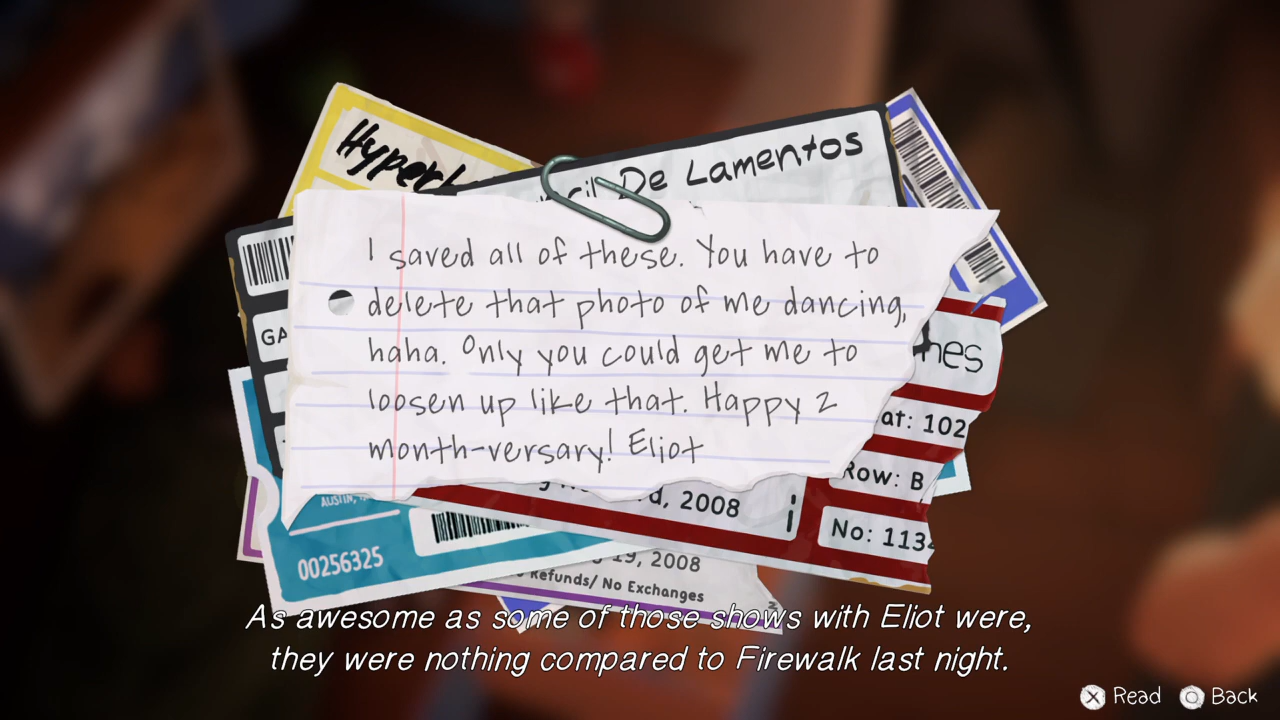 De Lamentos
I saved all of these. You have to
delete that photo of me dancing,
haha. Only you could get me to
loosen up like that. Happy 2
month-versary! Eliot
at: 102
Row: B
2008
No: 1134
AUSTIN,
00256325
19, 2008
Refunds/ No Exchanges
As awesome as some of those shows with Eliot were,
they were nothing compared to Firewalk last night.
Read Back